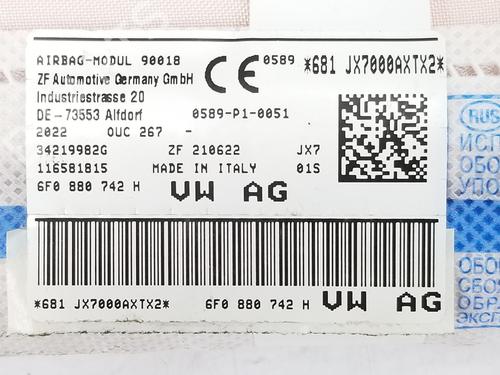 AIRBAG-MODUL 90018
ZF Automotive Germany GmbH
Industriestrasse 20
DE-73553 Alfdorf
CE 0589
*681 JX7000AXTX2*
0589-P1-0051
2022 OUC 267 -
34219982G ZF 210622 JX7
116581815 MADE IN ITALY 01S
6F0 880 742 H VW AG
*681 JX7000AXTX2* 6F0 880 742 H VW AG
RUS